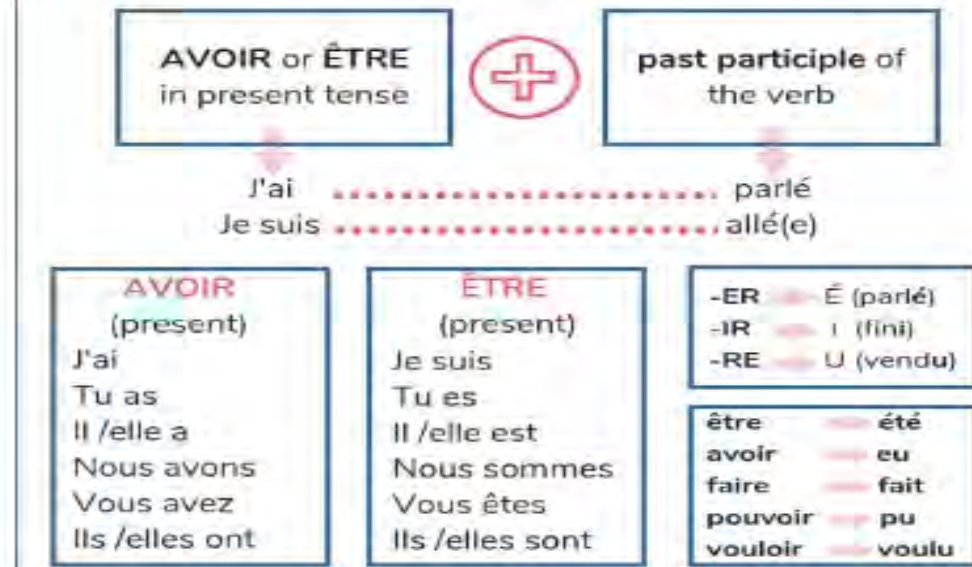 AVOIR or ÊTRE
in present tense
past participle of
the verb
J'ai ........................ parlé
Je suis ........................ allé(e)
AVOIR
(present)
J'ai
Tu as
Il /elle a
Nous avons
Vous avez
Ils /elles ont
ÊTRE
(present)
Je suis
Tu es
Il /elle est
Nous sommes
Vous êtes
Ils /elles sont
-ER É (parlé)
-IR I (fini)
-RE U (vendu)
être été
avoir eu
faire fait
pouvoir pu
vouloir voulu